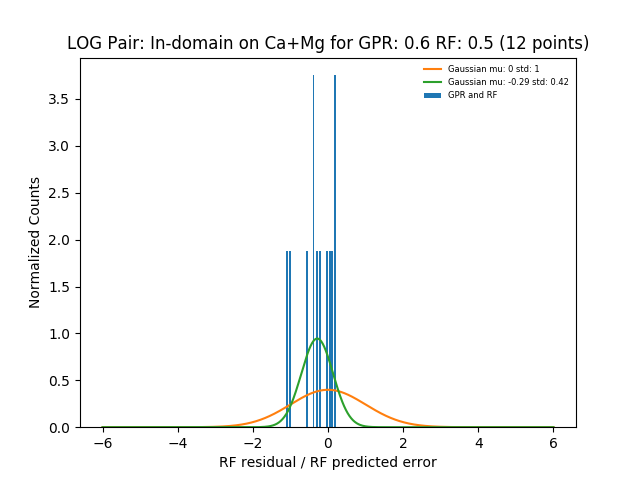 LOG Pair: In-domain on Ca+Mg for GPR: 0.6 RF: 0.5 (12 points)
Gaussian mu: 0 std: 1
Gaussian mu: -0.29 std: 0.42
GPR and RF
Normalized Counts
3.5
3.0
2.5
2.0
1.5
1.0
0.5
0.0
−6 −4 −2 0 2 4 6
RF residual / RF predicted error